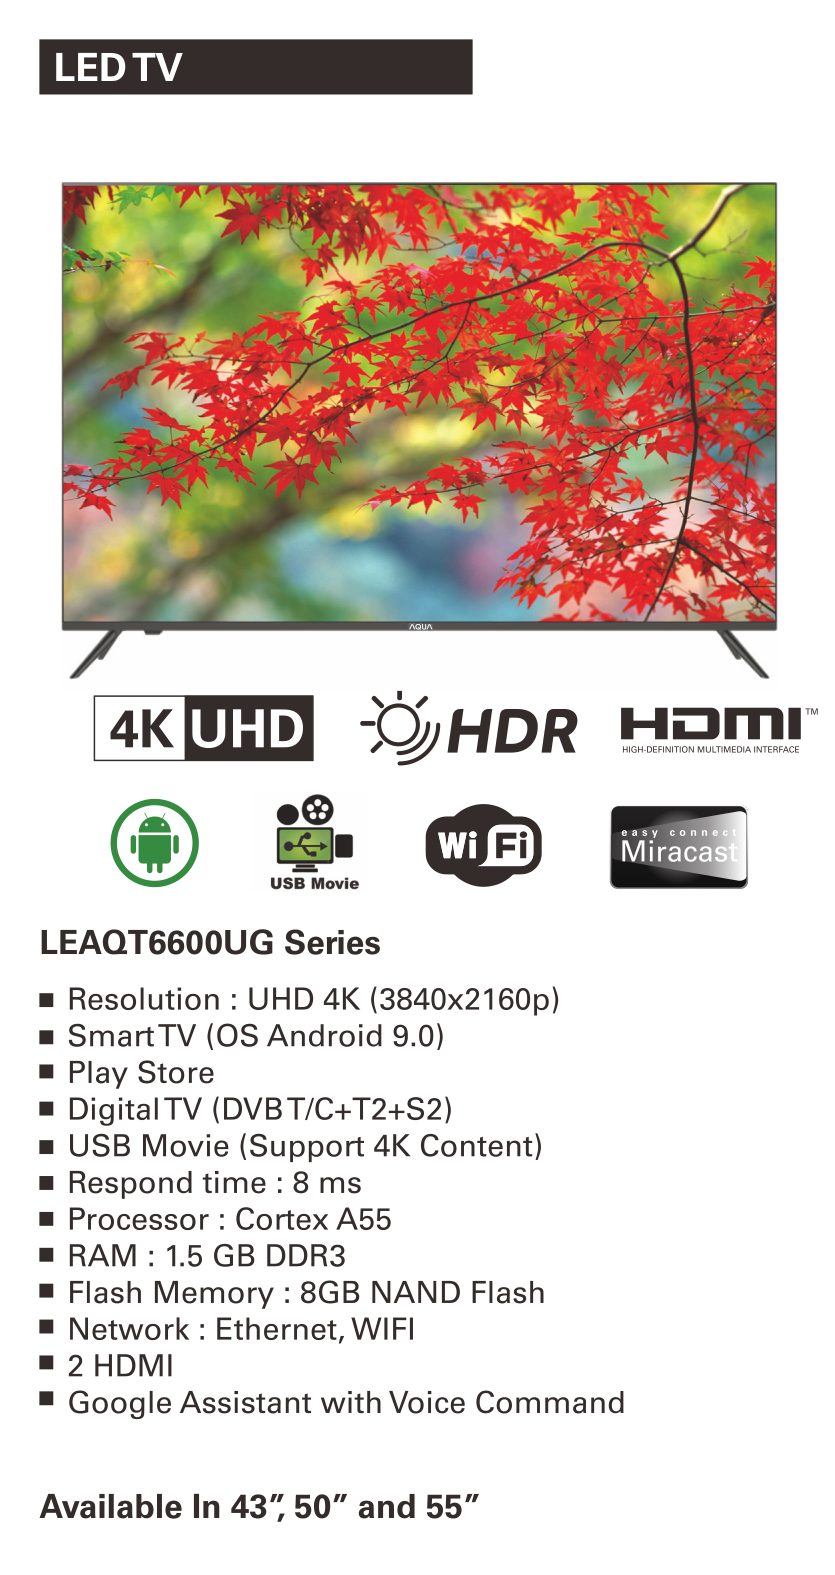 LED TV
AQUA
4K UHD
HDR
HDMI TM
HIGH-DEFINITION MULTIMEDIA INTERFACE
USB Movie
Wi Fi
easy connect
Miracast
LEAQT6600UG Series
Resolution : UHD 4K (3840x2160p)
Smart TV (OS Android 9.0)
Play Store
Digital TV (DVB T/C+T2+S2)
USB Movie (Support 4K Content)
Respond time : 8 ms
Processor : Cortex A55
RAM : 1.5 GB DDR3
Flash Memory : 8GB NAND Flash
Network : Ethernet, WIFI
2 HDMI
Google Assistant with Voice Command
Available In 43”, 50” and 55”